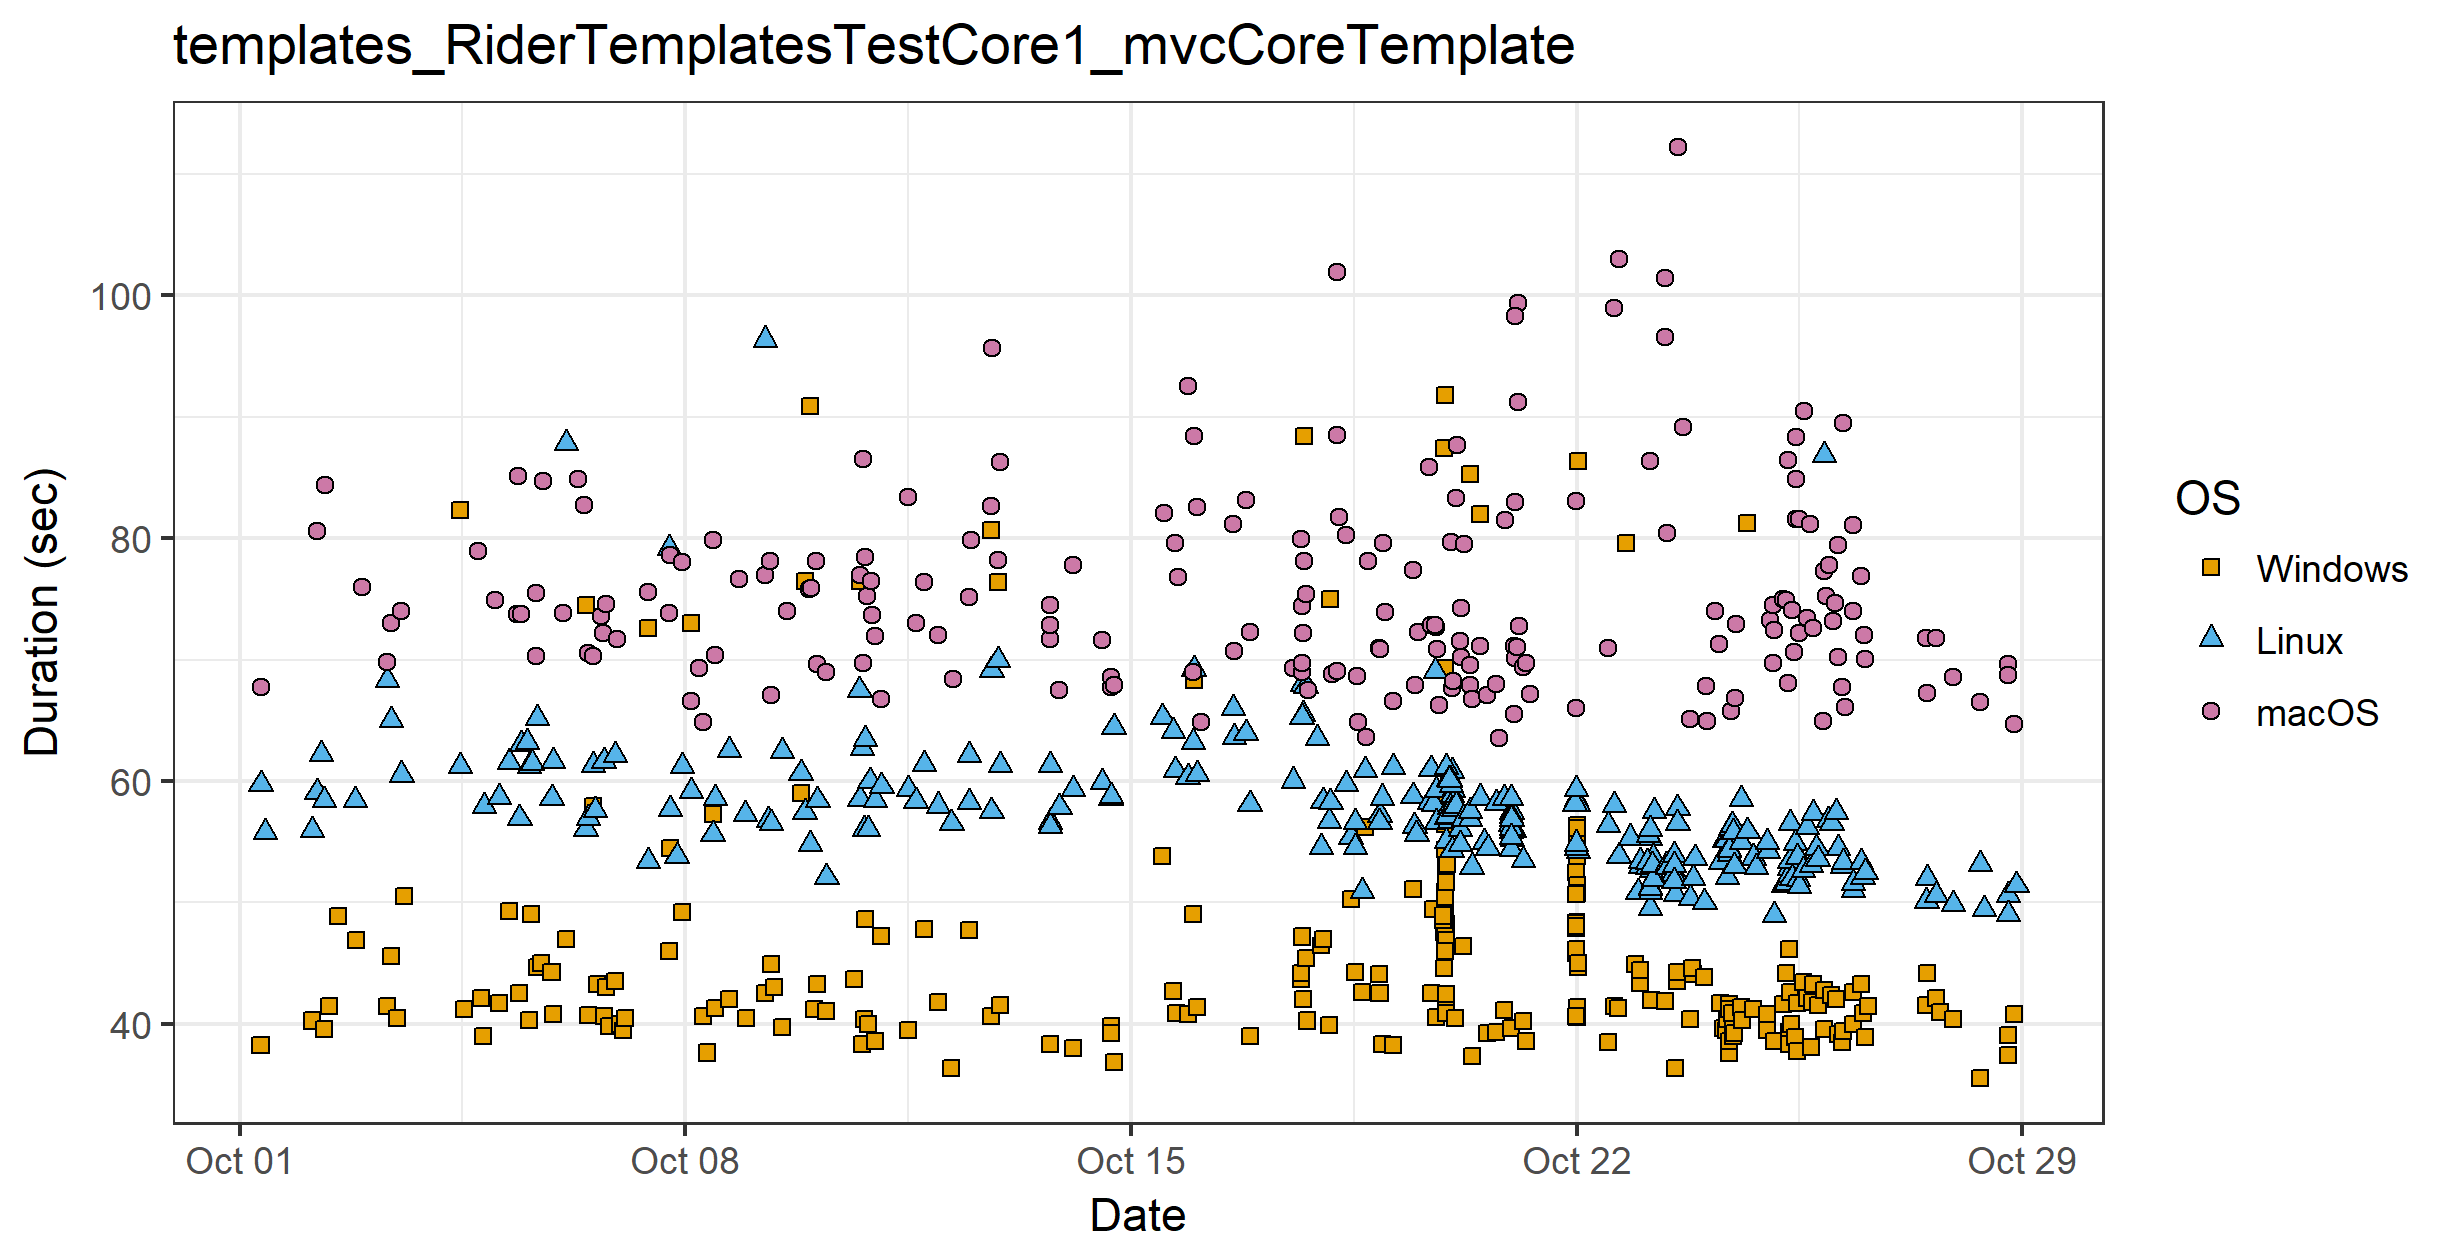 templates_RiderTemplatesTestCore1_mvcCoreTemplate
Duration (sec)
100
80
60
40
Oct 01
Oct 08
Oct 15
Oct 22
Oct 29
Date
OS
Windows
Linux
macOS